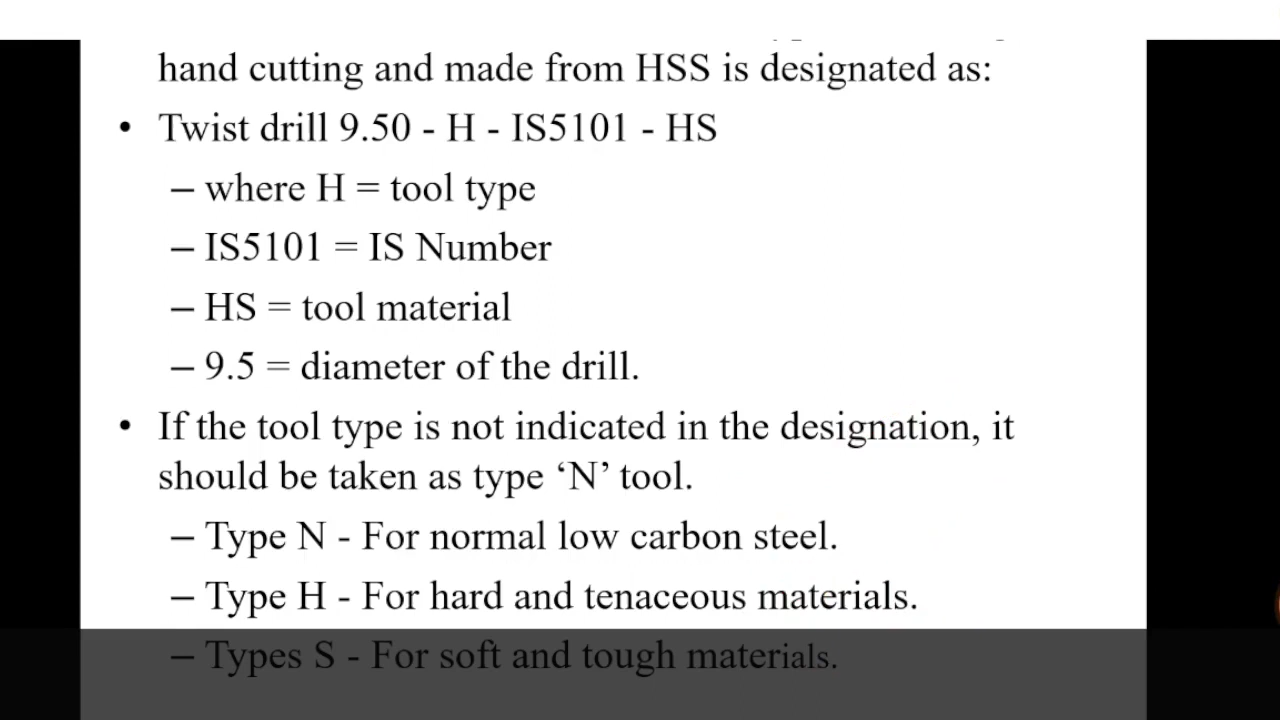 hand cutting and made from HSS is designated as:
• Twist drill 9.50 - H - IS5101 - HS
– where H = tool type
– IS5101 = IS Number
– HS = tool material
– 9.5 = diameter of the drill.
• If the tool type is not indicated in the designation, it
should be taken as type ‘N’ tool.
– Type N - For normal low carbon steel.
– Type H - For hard and tenaceous materials.
– Types S - For soft and tough materials.